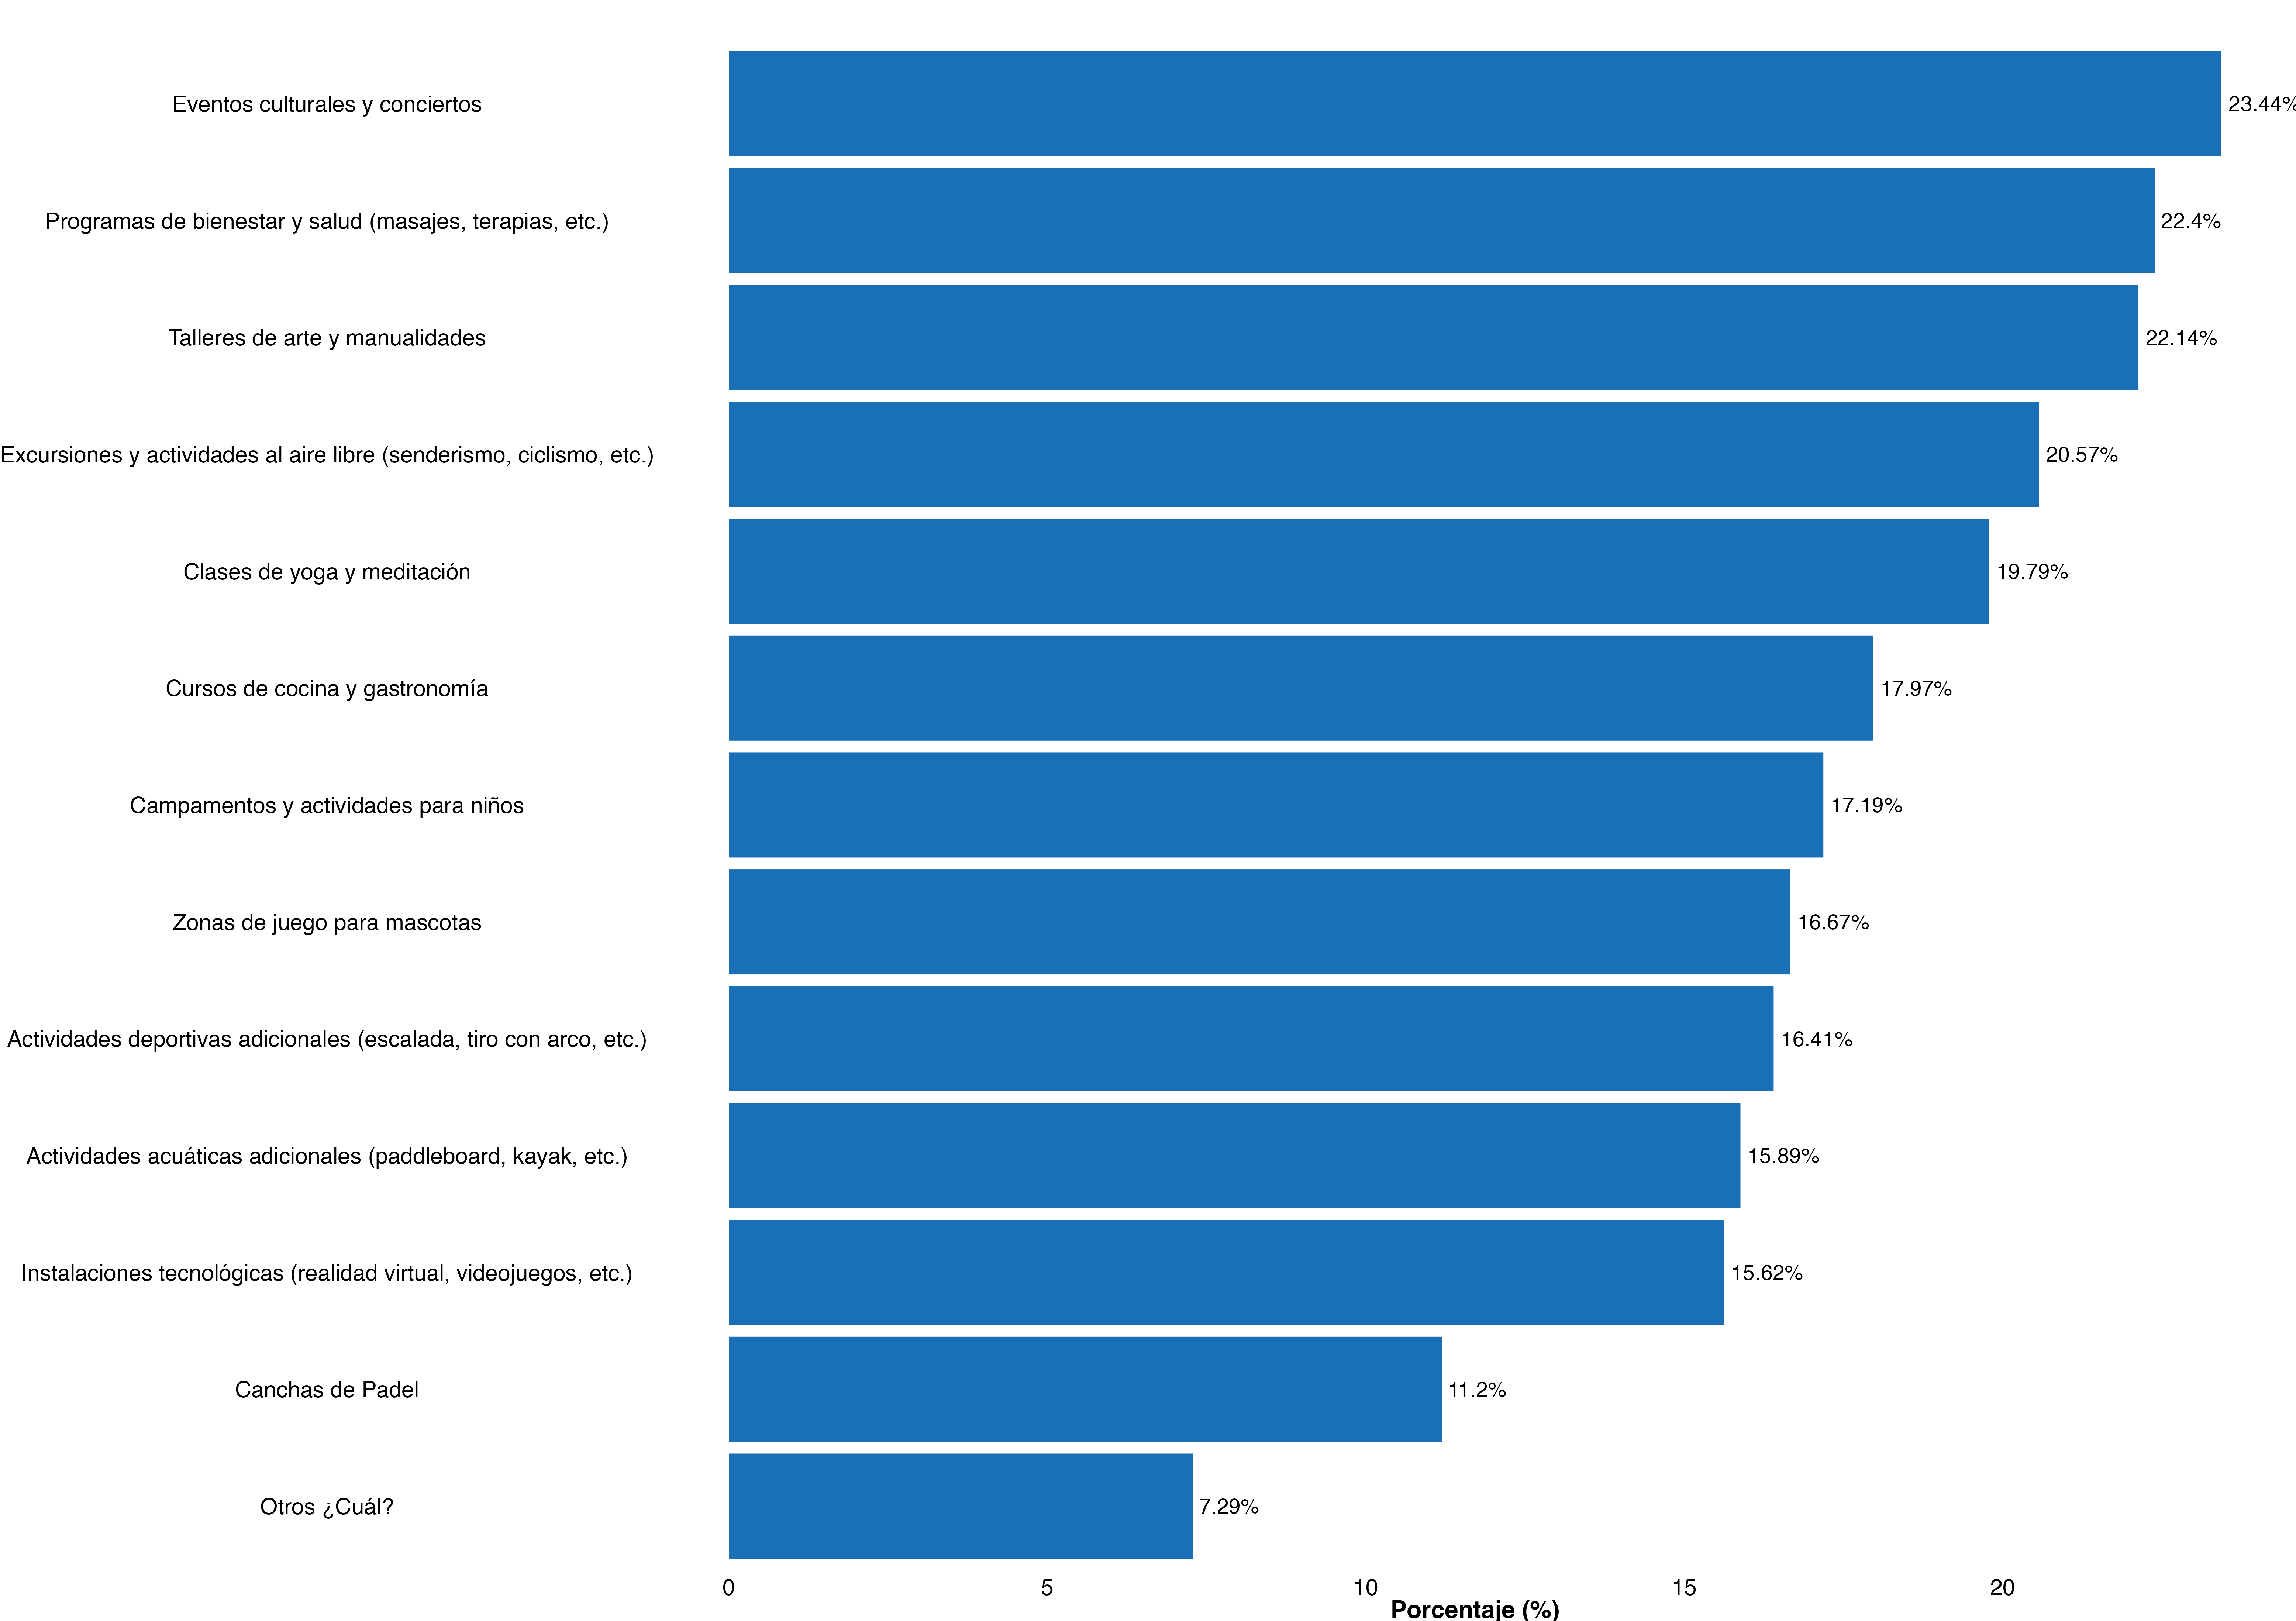 Eventos culturales y conciertos 23.44%
Programas de bienestar y salud (masajes, terapias, etc.) 22.4%
Talleres de arte y manualidades 22.14%
Excursiones y actividades al aire libre (senderismo, ciclismo, etc.) 20.57%
Clases de yoga y meditación 19.79%
Cursos de cocina y gastronomía 17.97%
Campamentos y actividades para niños 17.19%
Zonas de juego para mascotas 16.67%
Actividades deportivas adicionales (escalada, tiro con arco, etc.) 16.41%
Actividades acuáticas adicionales (paddleboard, kayak, etc.) 15.89%
Instalaciones tecnológicas (realidad virtual, videojuegos, etc.) 15.62%
Canchas de Padel 11.2%
Otros ¿Cuál? 7.29%
0 5 10 15 20
Porcentaje (%)